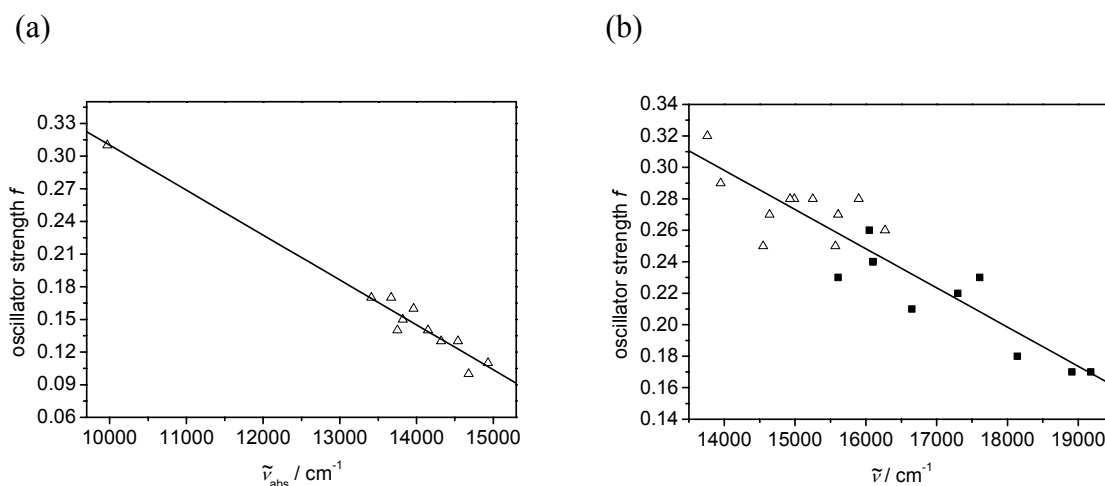 (a)
(b)
0.33
0.30
0.27
0.24
0.21
0.18
0.15
0.12
0.09
0.06
oscillator strength f
10000 11000 12000 13000 14000 15000
ν̃abs / cm-1
0.34
0.32
0.30
0.28
0.26
0.24
0.22
0.20
0.18
0.16
0.14
oscillator strength f
14000 15000 16000 17000 18000 19000
ν̃ / cm-1